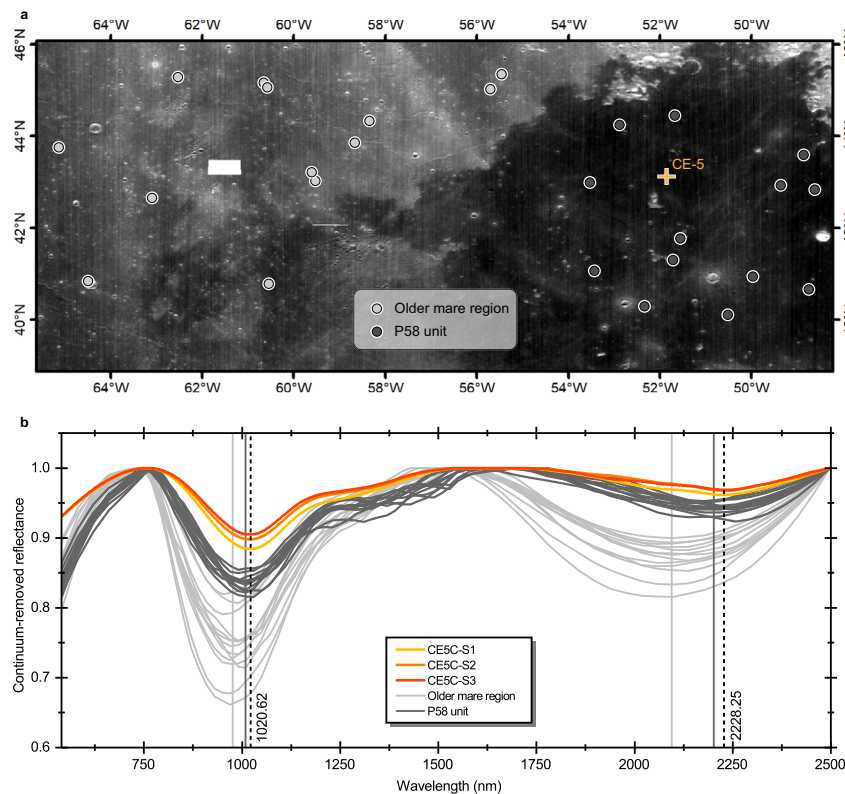 a
64°W 62°W 60°W 58°W 56°W 54°W 52°W 50°W
46°N
44°N
42°N
40°N
CE-5
Older mare region
P58 unit
64°W 62°W 60°W 58°W 56°W 54°W 52°W 50°W
b
Continuum-removed reflectance
1.0
0.9
0.8
0.7
0.6
CE5C-S1
CE5C-S2
CE5C-S3
Older mare region
P58 unit
1020.62
2228.25
750 1000 1250 1500 1750 2000 2250 2500
Wavelength (nm)